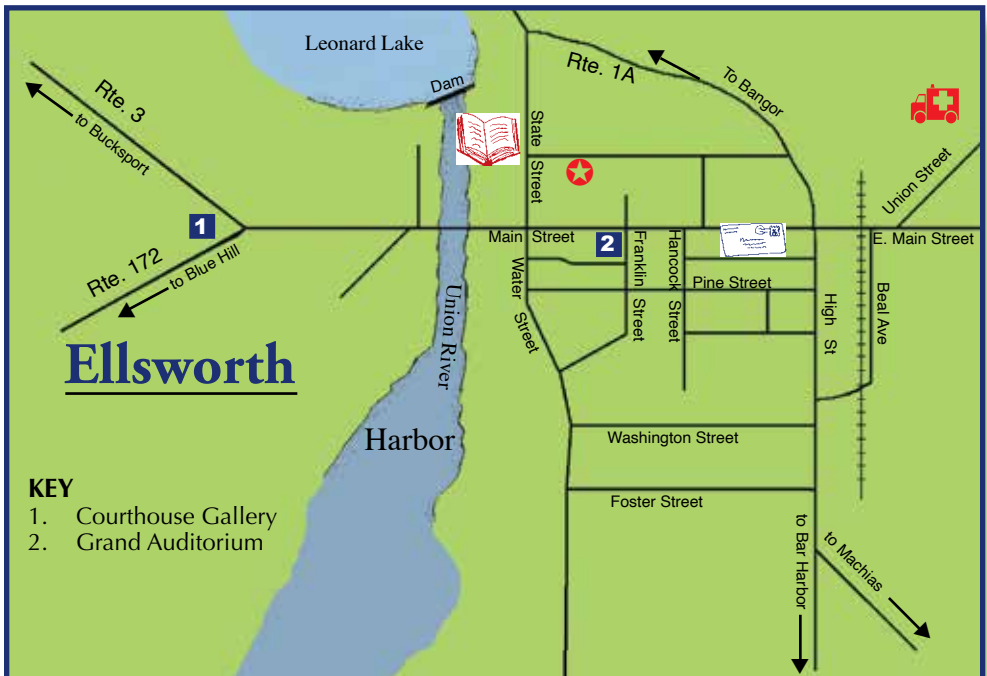 Leonard Lake
Dam
Rte. 1A
To Bangor
Rte. 3
to Bucksport
State
Street
Union Street
1
Main Street
2
Franklin
Street
Hancock
Street
E. Main Street
Rte. 172
to Blue Hill
Water
Street
Pine Street
High St
Beal Ave
Union River
Ellsworth
Harbor
Washington Street
Foster Street
KEY
1. Courthouse Gallery
2. Grand Auditorium
to Bar Harbor
to Machias